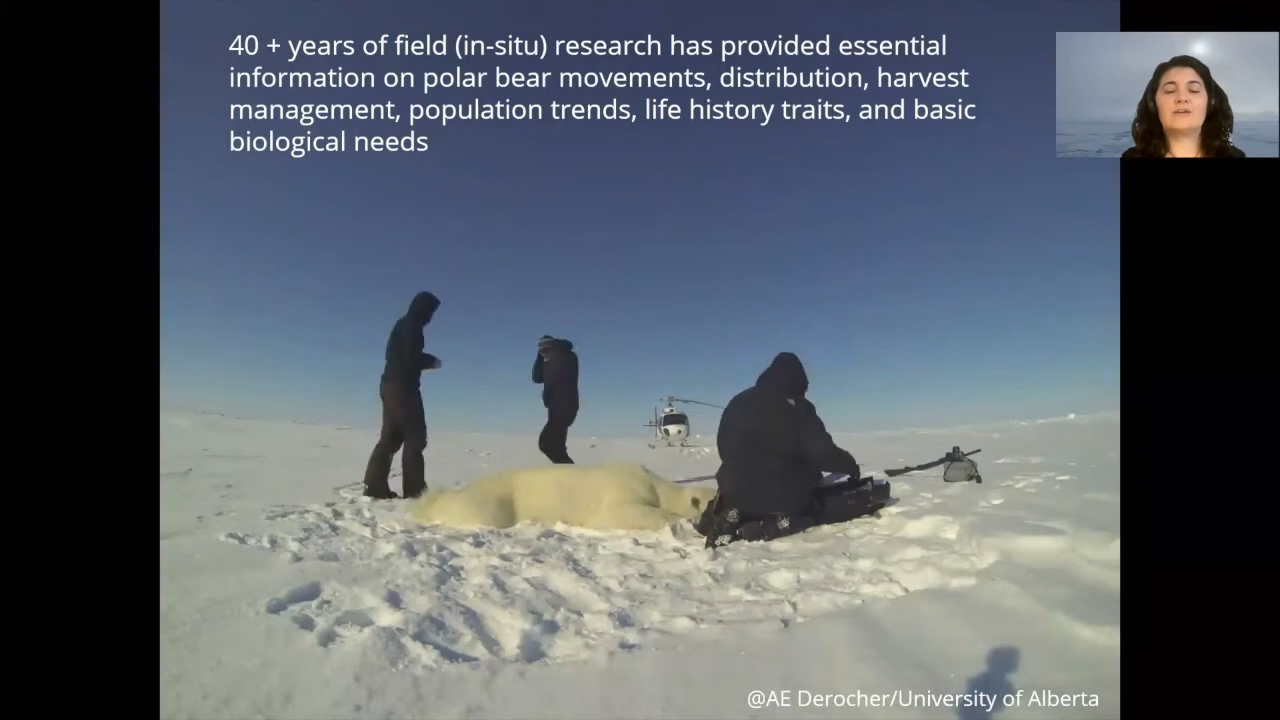 40 + years of field (in-situ) research has provided essential
information on polar bear movements, distribution, harvest
management, population trends, life history traits, and basic
biological needs
@AE Derocher/University of Alberta